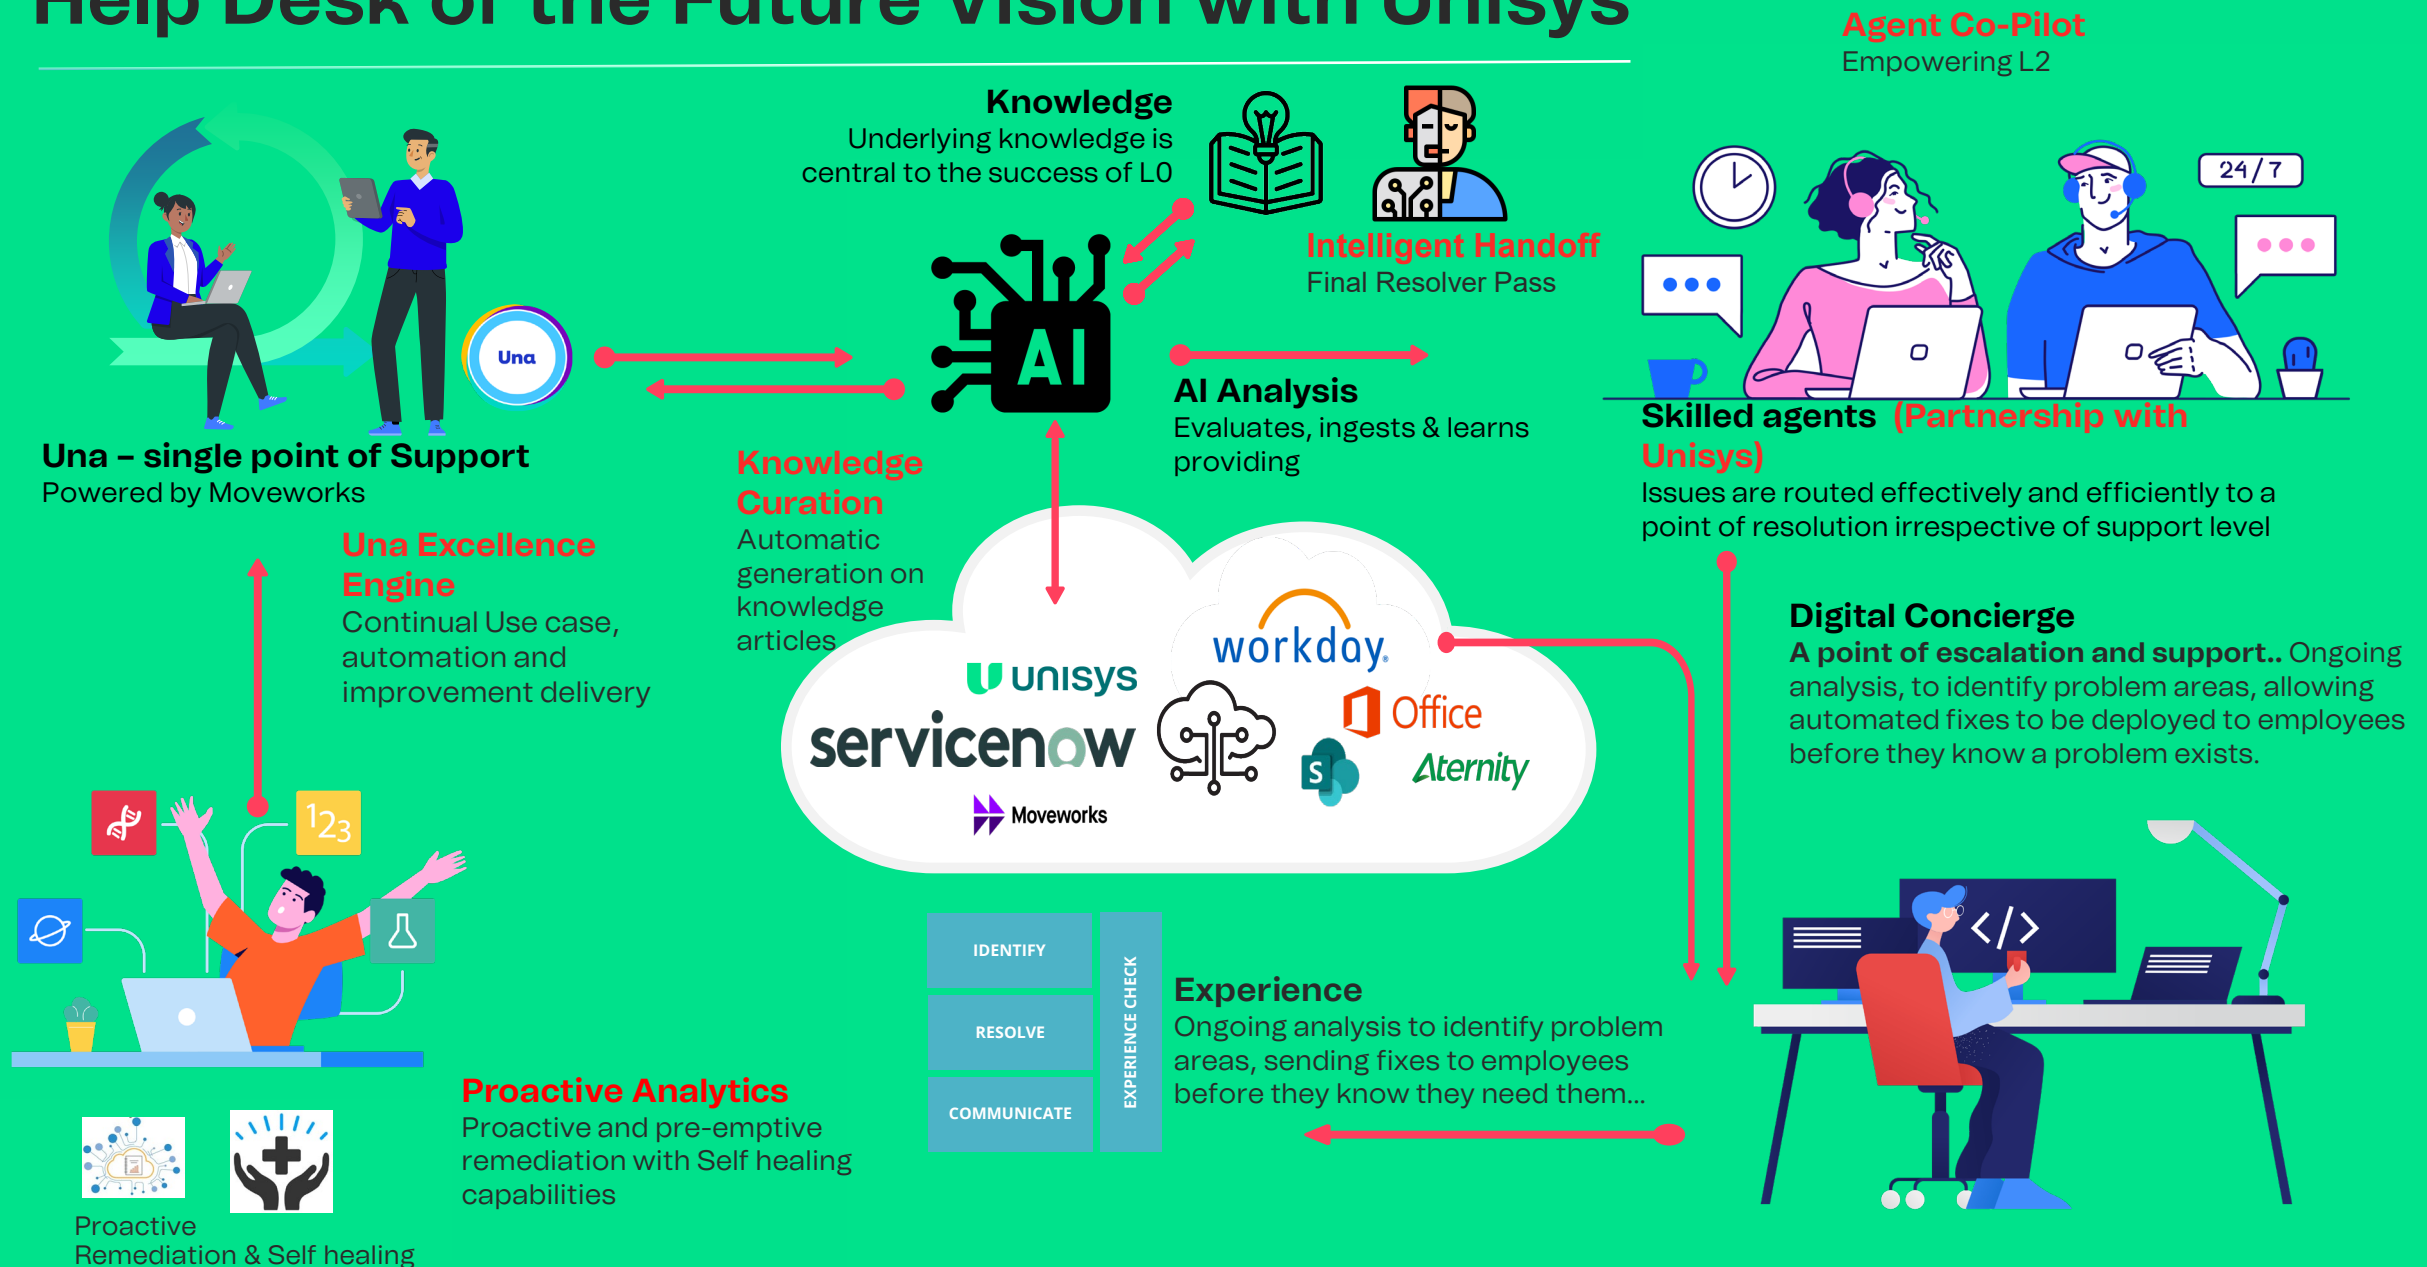 Help Desk of the Future Vision with Unisys
Agent Co-Pilot
Empowering L2
Knowledge
Underlying knowledge is
central to the success of L0
Intelligent Handoff
Final Resolver Pass
24/7
Una
AI
Una – single point of Support
Powered by Moveworks
Una Excellence
Engine
Continual Use case,
automation and
improvement delivery
Knowledge
Curation
Automatic
generation on
knowledge
articles
AI Analysis
Evaluates, ingests & learns
providing
Skilled agents (Partnership with
Unisys)
Issues are routed effectively and efficiently to a
point of resolution irrespective of support level
Digital Concierge
A point of escalation and support.. Ongoing
analysis, to identify problem areas, allowing
automated fixes to be deployed to employees
before they know a problem exists.
workday®
UNISYS
servicenow
Office
S
Aternity
Moveworks
123
</>
IDENTIFY
RESOLVE
COMMUNICATE
EXPERIENCE CHECK
Experience
Ongoing analysis to identify problem
areas, sending fixes to employees
before they know they need them...
Proactive Analytics
Proactive and pre-emptive
remediation with Self healing
capabilities
Proactive
Remediation & Self healing